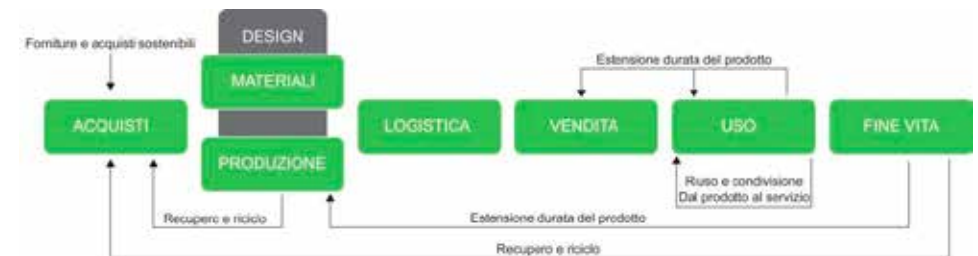 DESIGN
Forniture e acquisti sostenibili
Estensione durata del prodotto
MATERIALI
ACQUISTI
LOGISTICA
VENDITA
USO
FINE VITA
PRODUZIONE
Riuso e condivisione
Dal prodotto al servizio
Recupero e riciclo
Estensione durata del prodotto
Recupero e riciclo